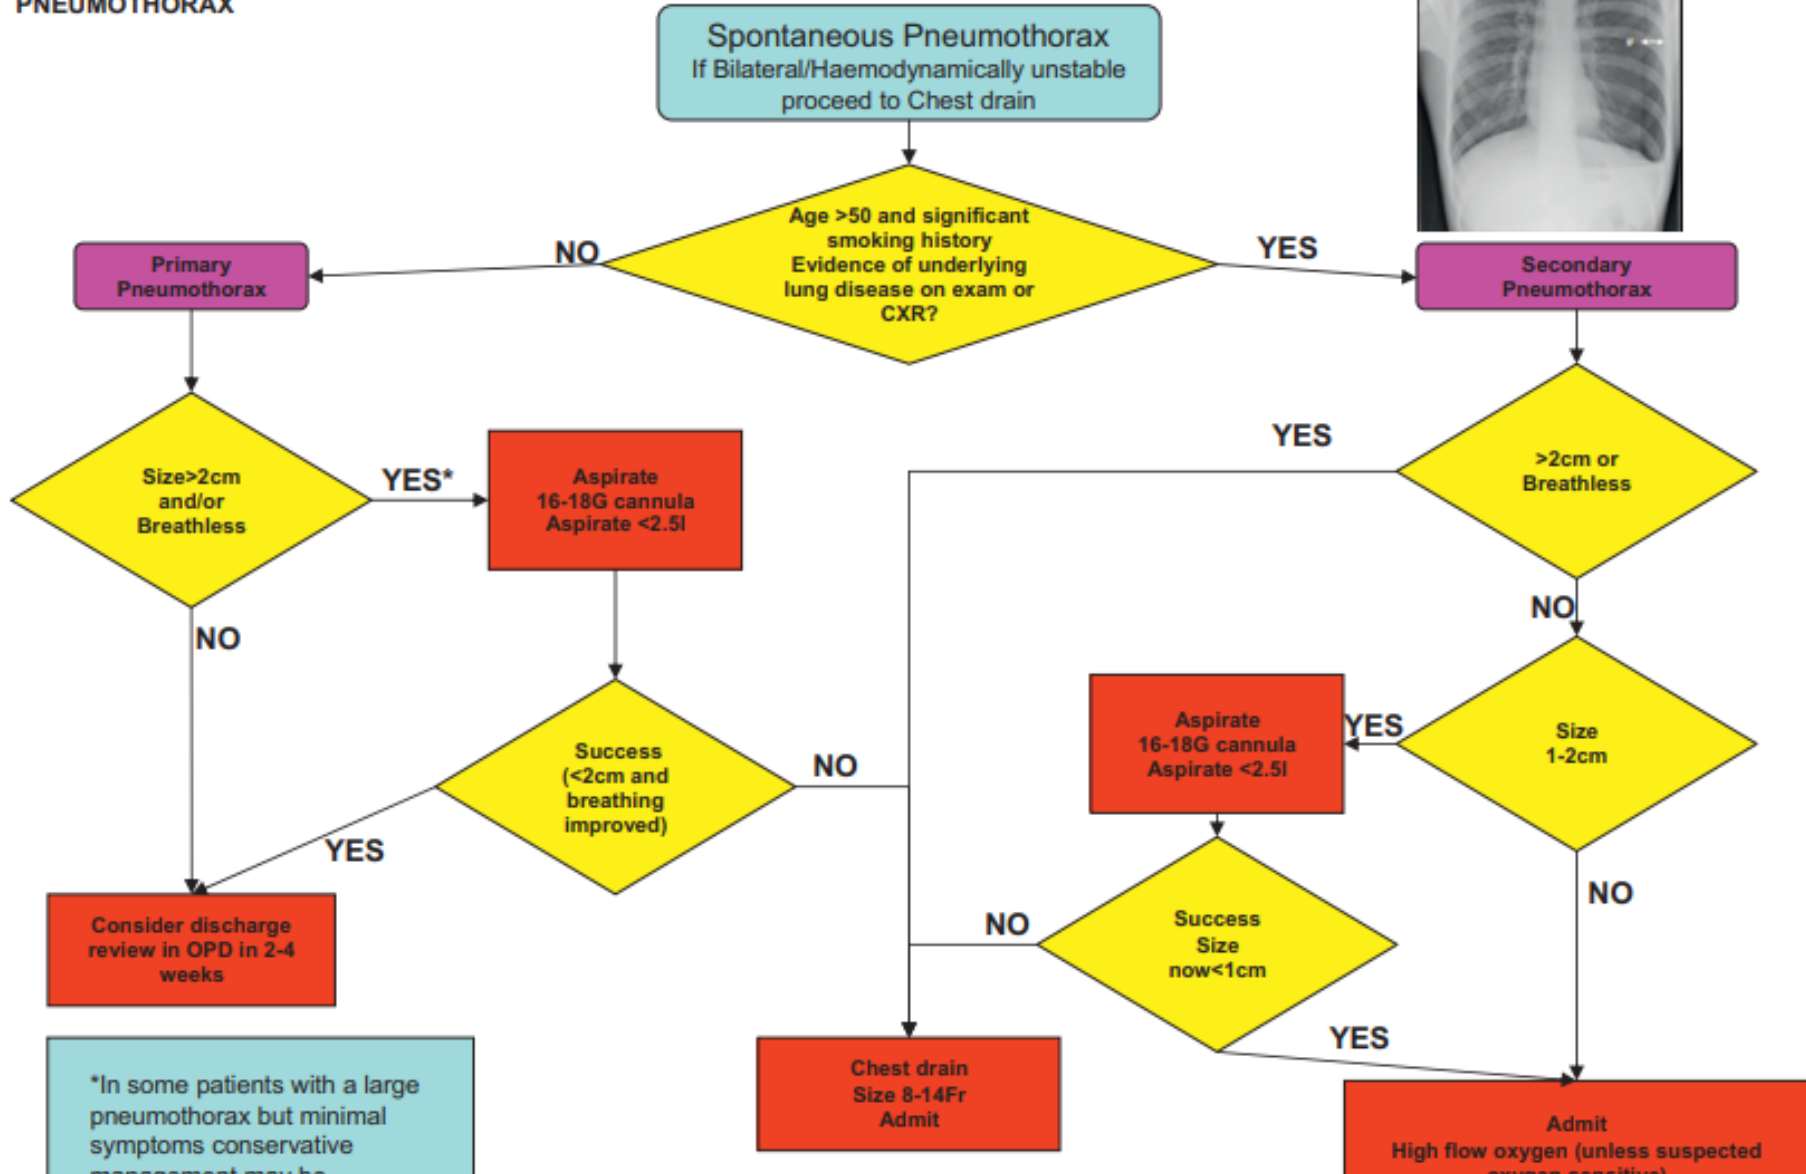 PNEUMOTHORAX
Spontaneous Pneumothorax
If Bilateral/Haemodynamically unstable
proceed to Chest drain
Age >50 and significant
smoking history
Evidence of underlying
lung disease on exam or
CXR?
NO
YES
Primary
Pneumothorax
Secondary
Pneumothorax
Size>2cm
and/or
Breathless
YES*
Aspirate
16-18G cannula
Aspirate <2.5l
YES
>2cm or
Breathless
NO
NO
Success
(<2cm and
breathing
improved)
NO
YES
Aspirate
16-18G cannula
Aspirate <2.5l
YES
Size
1-2cm
Consider discharge
review in OPD in 2-4
weeks
NO
Success
Size
now<1cm
NO
YES
*In some patients with a large
pneumothorax but minimal
symptoms conservative
management may be
Chest drain
Size 8-14Fr
Admit
Admit
High flow oxygen (unless suspected
oxygen sensitive)